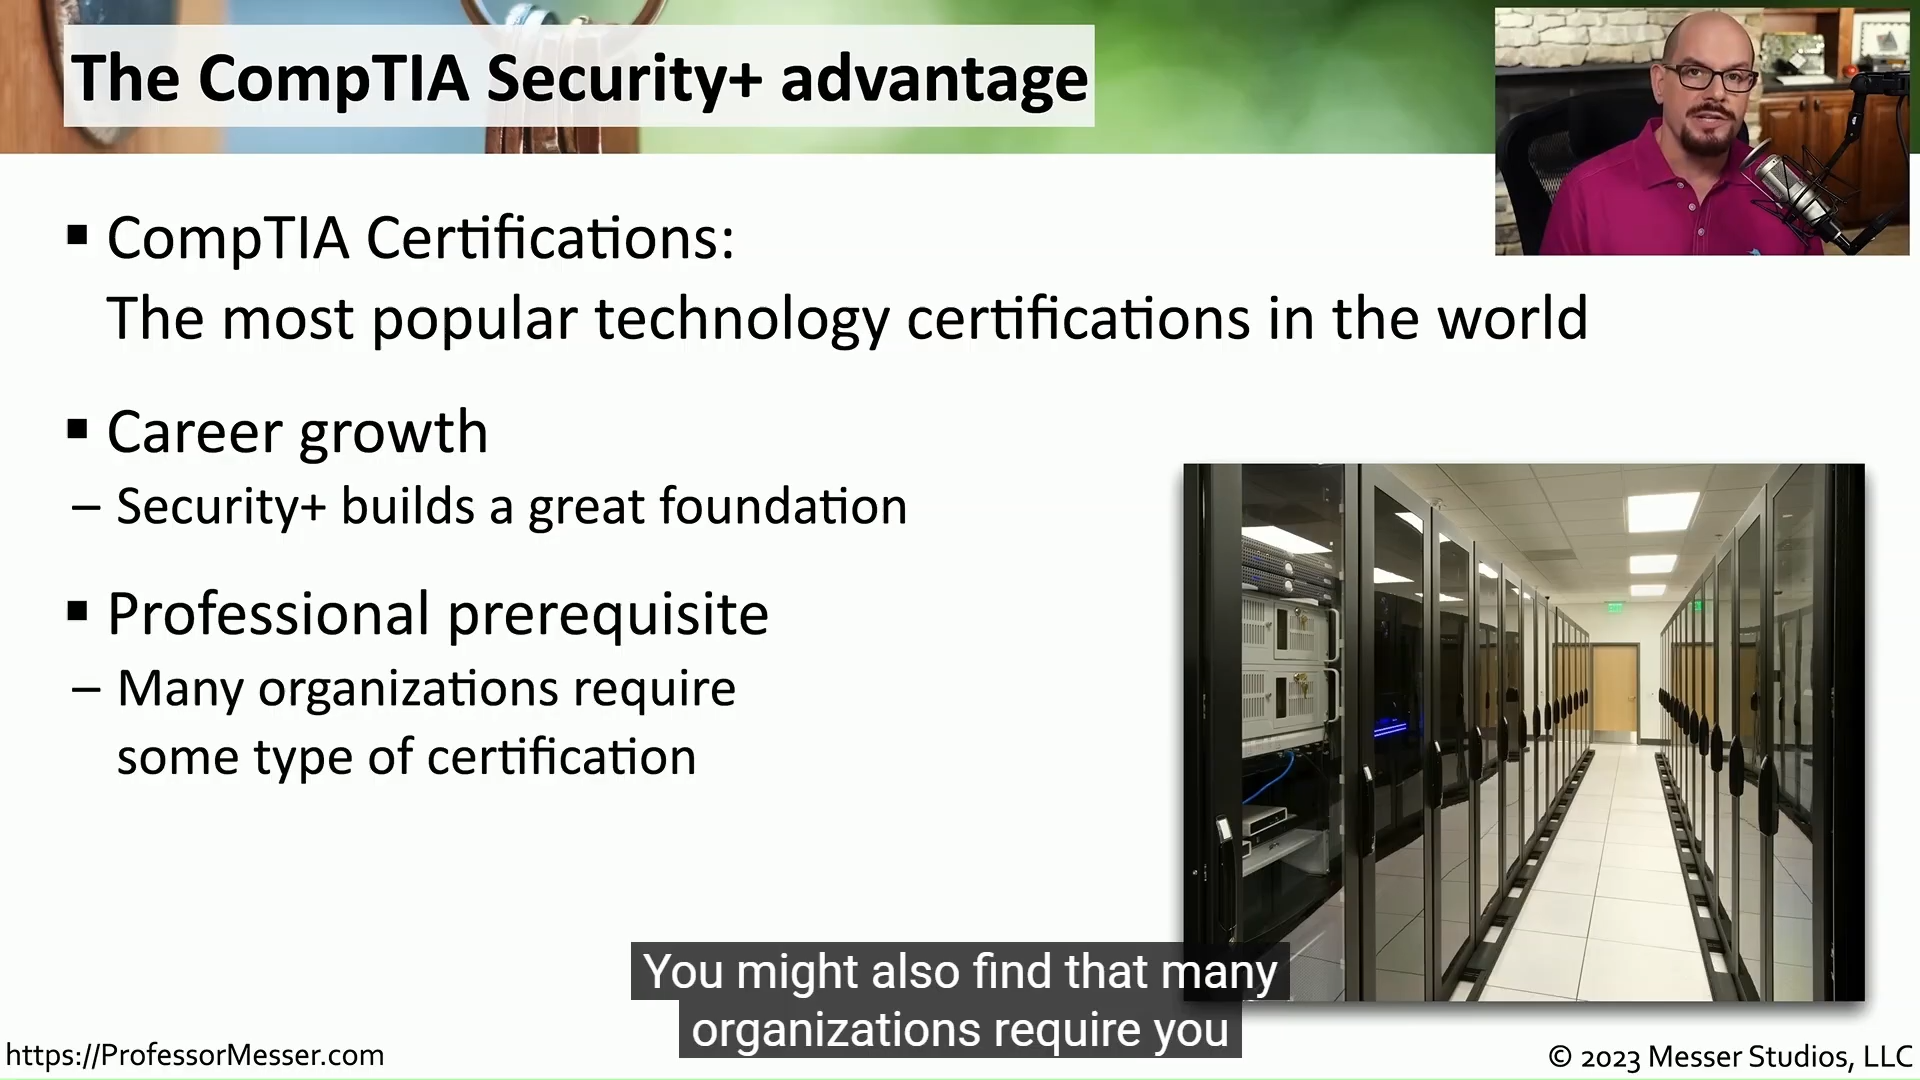 The CompTIA Security+ advantage
▪ CompTIA Certifications:
The most popular technology certifications in the world
▪ Career growth
– Security+ builds a great foundation
▪ Professional prerequisite
– Many organizations require
some type of certification
You might also find that many
organizations require you
https://ProfessorMesser.com
© 2023 Messer Studios, LLC